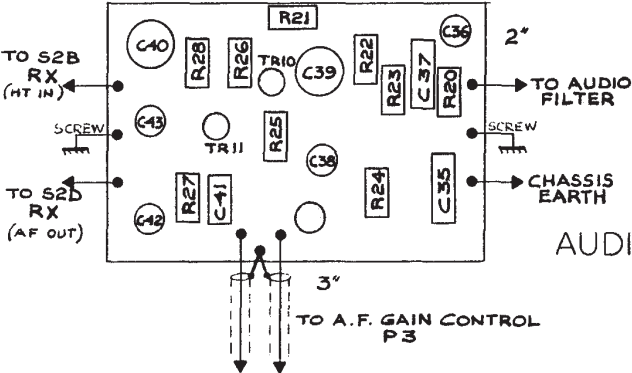 R21
C36
2"
C40
R28
R26
TR10
C39
R22
R23
C37
R20
TO S2B
RX
(HT IN)
TO AUDIO
FILTER
SCREW
C43
TR11
R25
SCREW
C38
TO S2D
RX
(AF OUT)
R27
C41
R24
C35
CHASSIS
EARTH
C42
AUDI
3"
TO A.F. GAIN CONTROL
P3